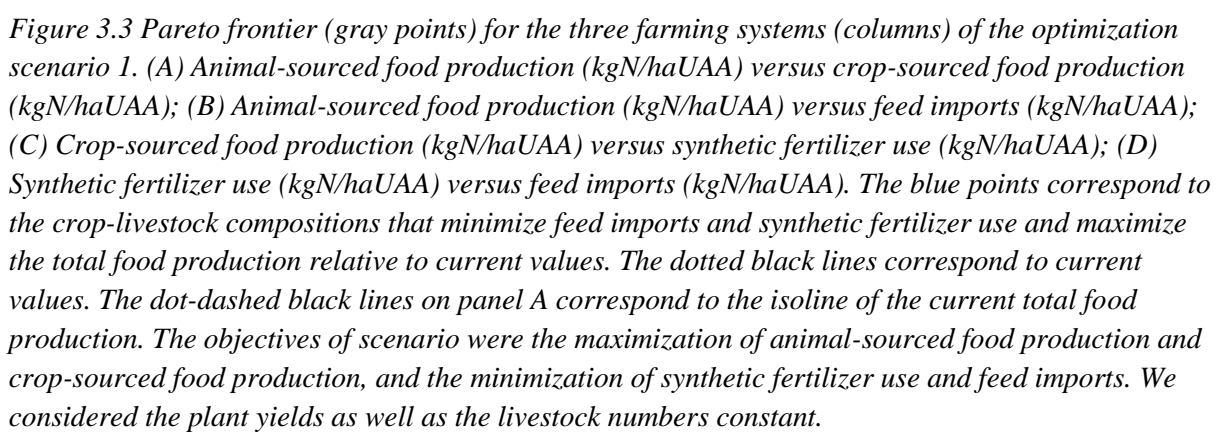 Figure 3.3 Pareto frontier (gray points) for the three farming systems (columns) of the optimization
scenario 1. (A) Animal-sourced food production (kgN/haUAA) versus crop-sourced food production
(kgN/haUAA); (B) Animal-sourced food production (kgN/haUAA) versus feed imports (kgN/haUAA);
(C) Crop-sourced food production (kgN/haUAA) versus synthetic fertilizer use (kgN/haUAA); (D)
Synthetic fertilizer use (kgN/haUAA) versus feed imports (kgN/haUAA). The blue points correspond to
the crop-livestock compositions that minimize feed imports and synthetic fertilizer use and maximize
the total food production relative to current values. The dotted black lines correspond to current
values. The dot-dashed black lines on panel A correspond to the isoline of the current total food
production. The objectives of scenario were the maximization of animal-sourced food production and
crop-sourced food production, and the minimization of synthetic fertilizer use and feed imports. We
considered the plant yields as well as the livestock numbers constant.